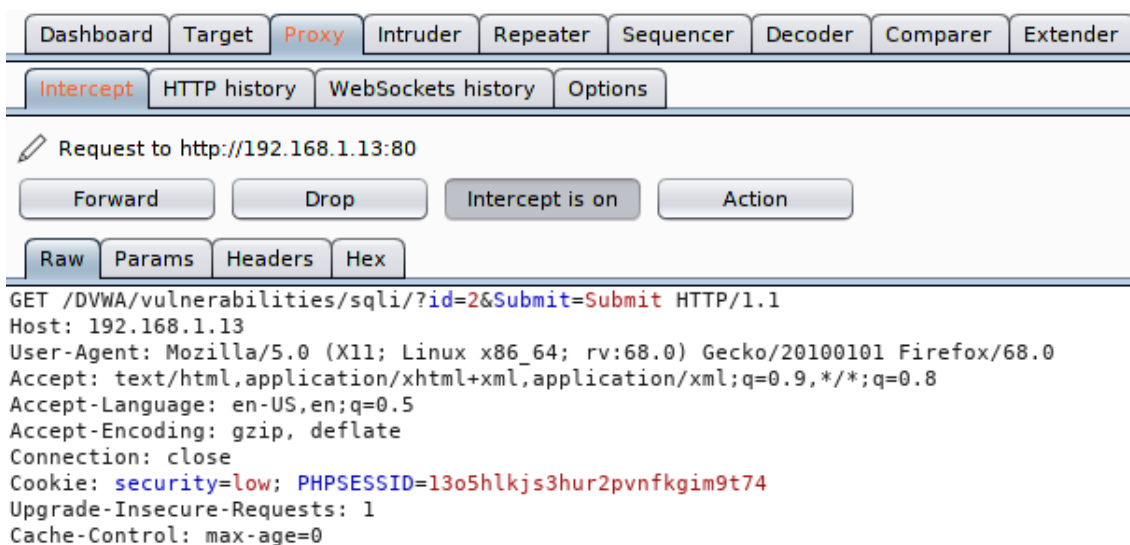 Dashboard Target Proxy Intruder Repeater Sequencer Decoder Comparer Extender
Intercept HTTP history WebSockets history Options
Request to http://192.168.1.13:80
Forward Drop Intercept is on Action
Raw Params Headers Hex
GET /DVWA/vulnerabilities/sqli/?id=2&Submit=Submit HTTP/1.1
Host: 192.168.1.13
User-Agent: Mozilla/5.0 (X11; Linux x86_64; rv:68.0) Gecko/20100101 Firefox/68.0
Accept: text/html,application/xhtml+xml,application/xml;q=0.9,*/*;q=0.8
Accept-Language: en-US,en;q=0.5
Accept-Encoding: gzip, deflate
Connection: close
Cookie: security=low; PHPSESSID=13o5hlkjs3hur2pvnfkgim9t74
Upgrade-Insecure-Requests: 1
Cache-Control: max-age=0